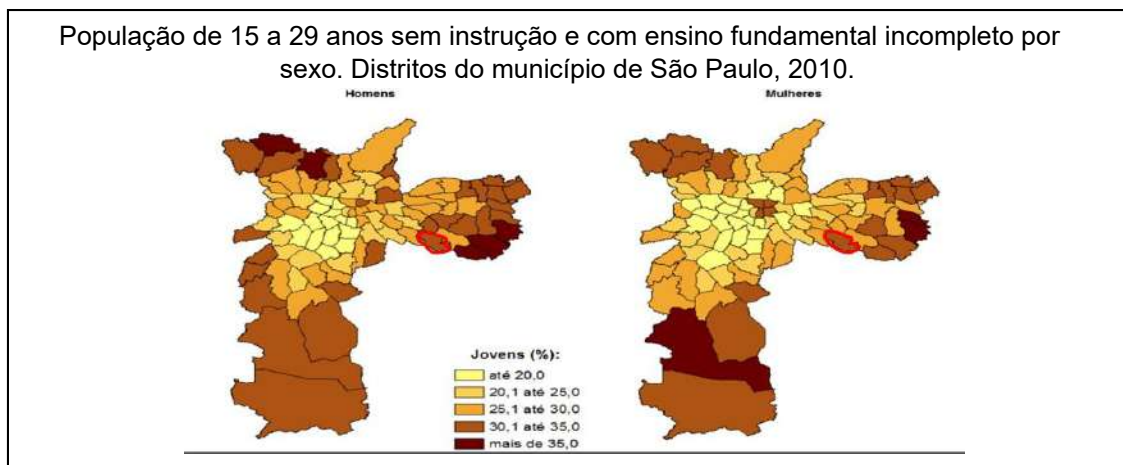 População de 15 a 29 anos sem instrução e com ensino fundamental incompleto por
sexo. Distritos do município de São Paulo, 2010.
Homens
Mulheres
Jovens (%):
até 20,0
20,1 até 25,0
25,1 até 30,0
30,1 até 35,0
mais de 35,0